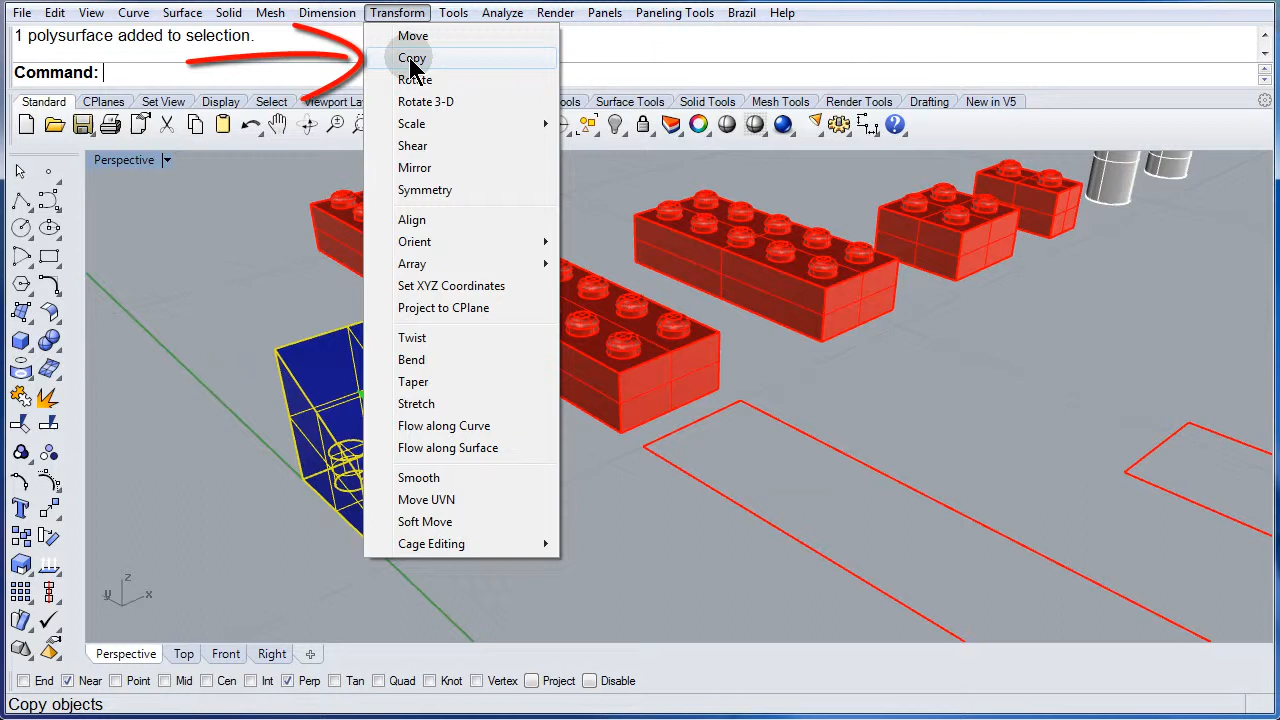 File Edit View Curve Surface Solid Mesh Dimension Transform Tools Analyze Render Panels Paneling Tools Brazil Help
1 polysurface added to selection.
Command:
Standard CPlanes Set View Display Select Viewport La ools Surface Tools Solid Tools Mesh Tools Render Tools Drafting New in V5
Perspective
Move
Copy
Rotate
Rotate 3-D
Scale
Shear
Mirror
Symmetry
Align
Orient
Array
Set XYZ Coordinates
Project to CPlane
Twist
Bend
Taper
Stretch
Flow along Curve
Flow along Surface
Smooth
Move UVN
Soft Move
Cage Editing
z
y x
Perspective Top Front Right
End Near Point Mid Cen Int Perp Tan Quad Knot Vertex Project Disable
Copy objects